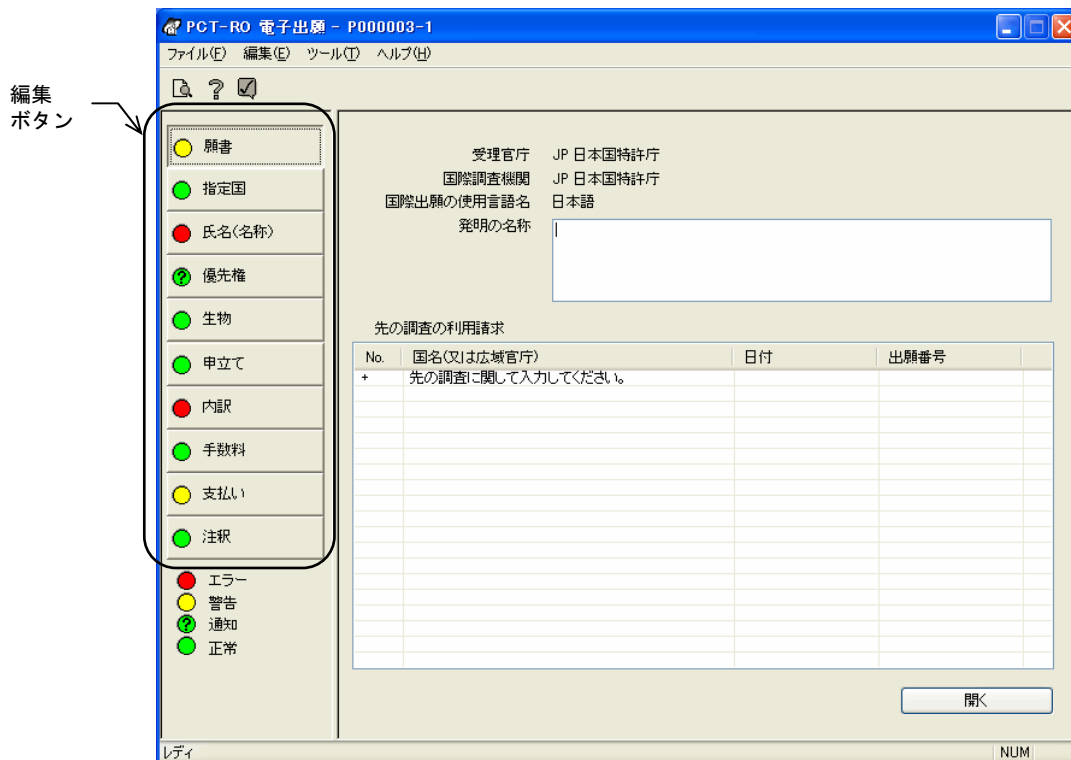 PCT-RO 電子出願 - P000003-1
ファイル(F) 編集(E) ツール(T) ヘルプ(H)
編集
ボタン
願書
指定国
氏名(名称)
優先権
生物
申立て
内訳
手数料
支払い
注釈
エラー
警告
通知
正常
受理官庁 JP 日本国特許庁
国際調査機関 JP 日本国特許庁
国際出願の使用言語名 日本語
発明の名称
先の調査の利用請求
No. 国名(又は広域官庁) 日付 出願番号
+ 先の調査に関して入力してください。
開く
レディ NUM